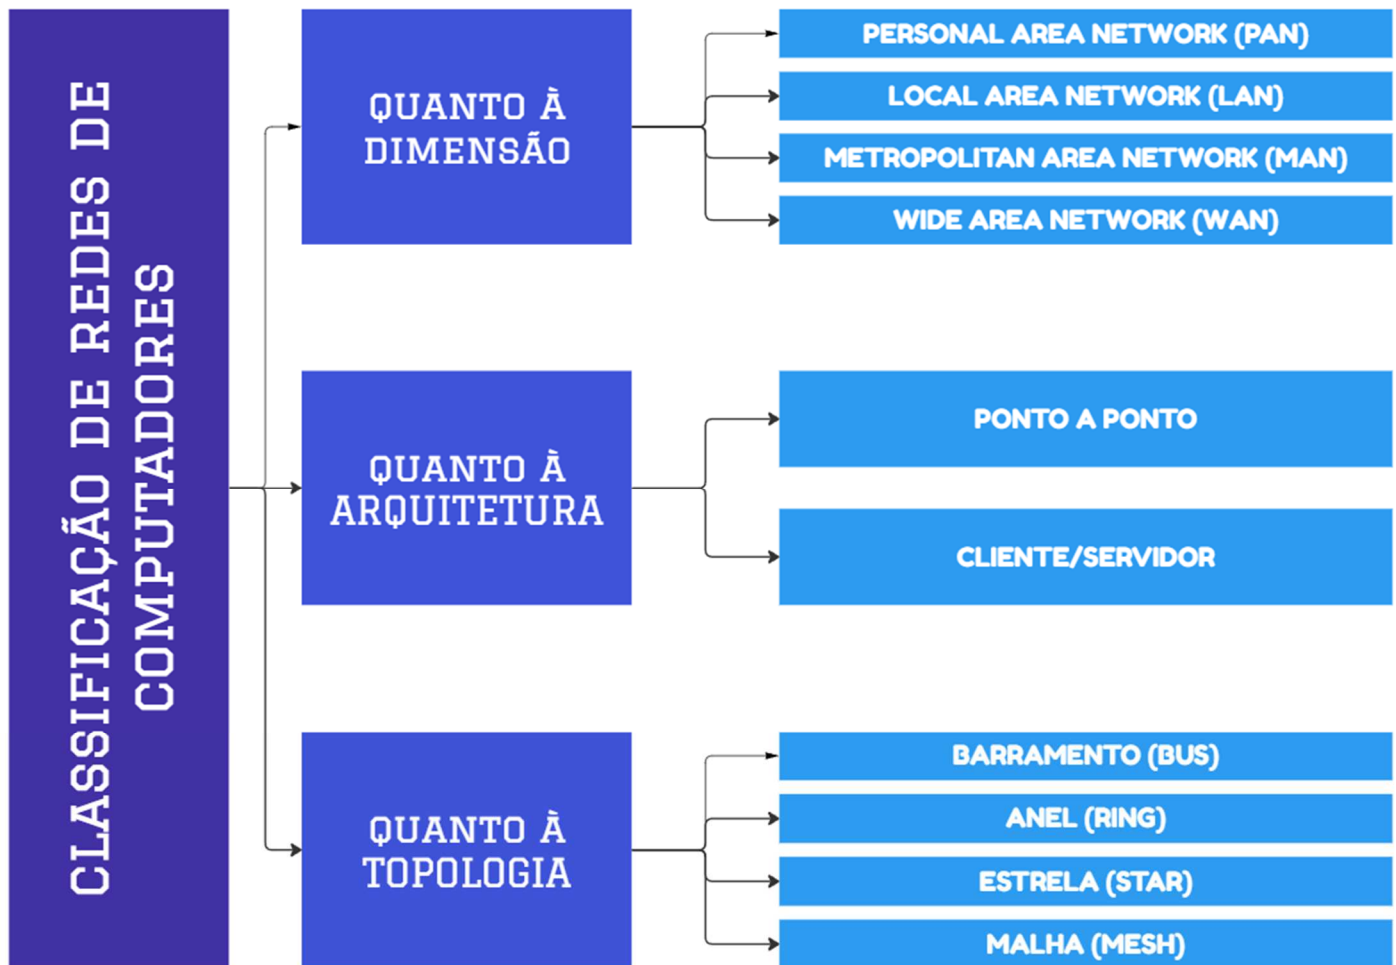 CLASSIFICAÇÃO DE REDES DE
COMPUTADORES
QUANTO À
DIMENSÃO
PERSONAL AREA NETWORK (PAN)
LOCAL AREA NETWORK (LAN)
METROPOLITAN AREA NETWORK (MAN)
WIDE AREA NETWORK (WAN)
QUANTO À
ARQUITETURA
PONTO A PONTO
CLIENTE/SERVIDOR
QUANTO À
TOPOLOGIA
BARRAMENTO (BUS)
ANEL (RING)
ESTRELA (STAR)
MALHA (MESH)